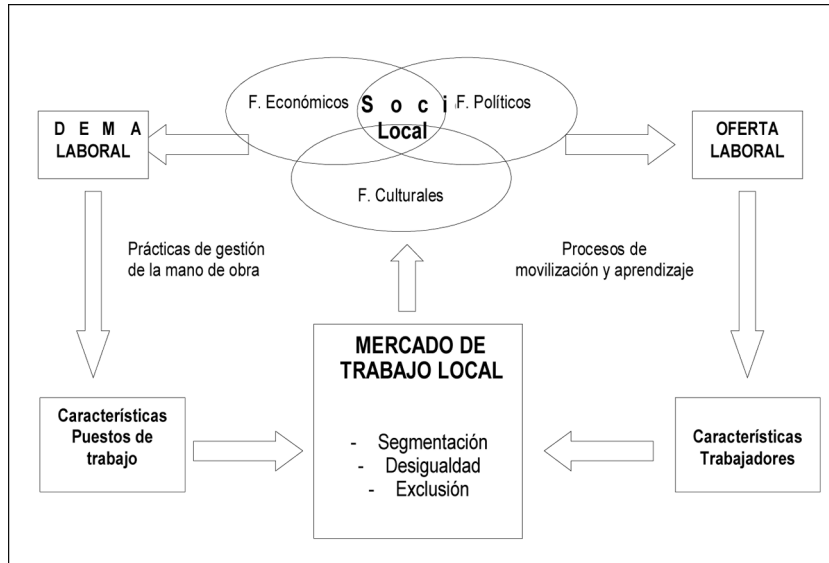 F. Económicos
S o c i
F. Políticos
Local
F. Culturales
D E M A
LABORAL
OFERTA
LABORAL
Prácticas de gestión
de la mano de obra
Procesos de
movilización y aprendizaje
MERCADO DE
TRABAJO LOCAL
- Segmentación
- Desigualdad
- Exclusión
Características
Puestos de
trabajo
Características
Trabajadores